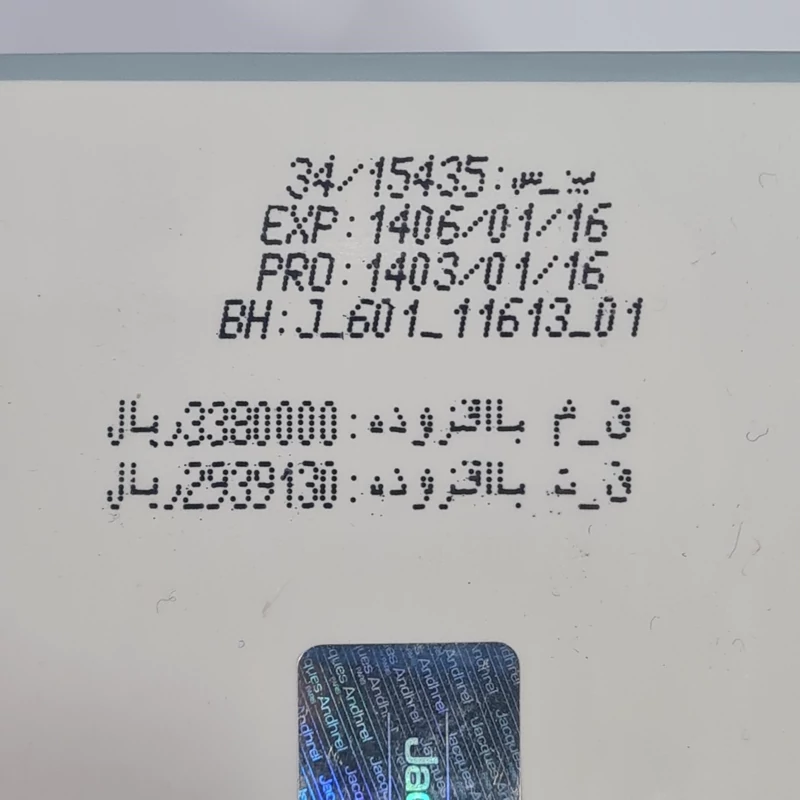 پ_س:34/15435
EXP:1406/01/16
PRO:1403/01/16
BH:J_601_11613_01
ق_م باافزوده:3380000ریال
ق_ت باافزوده:2939130ریال
Jacques Andhrel
PARIS